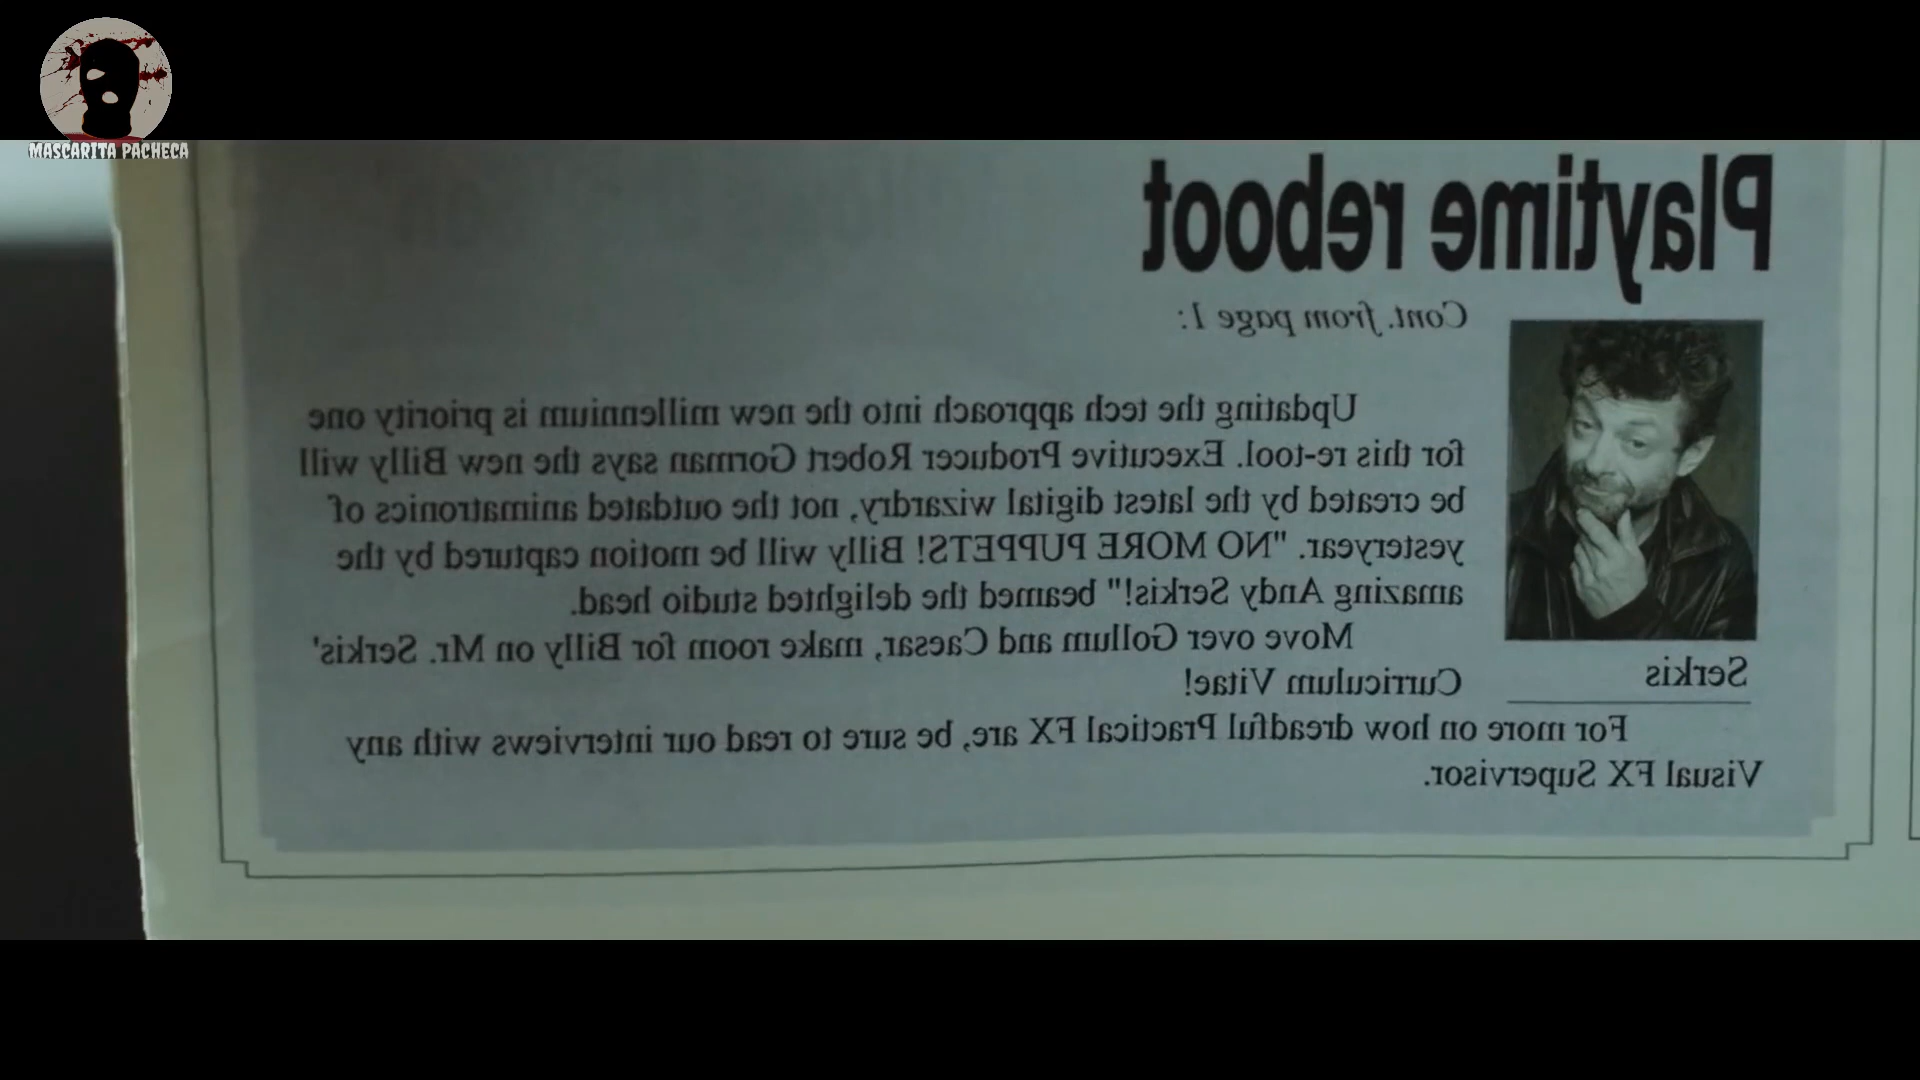 MASCARITA PACHECA
Playtime reboot
Cont. from page 1:
Updating the tech approach into the new millennium is priority one
for this re-tool. Executive Producer Robert Gorman says the new Billy will
be created by the latest digital wizardry, not the outdated animatronics of
yesteryear. "NO MORE PUPPETS! Billy will be motion captured by the
amazing Andy Serkis!" beamed the delighted studio head.
Move over Gollum and Caesar, make room for Billy on Mr. Serkis'
Curriculum Vitae!
Serkis
For more on how dreadful Practical FX are, be sure to read our interviews with any
Visual FX Supervisor.